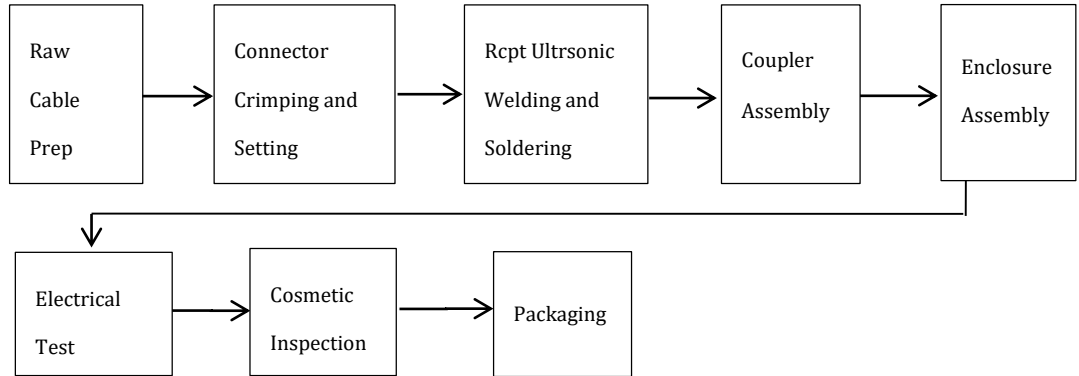 Raw
Cable
Prep
Connector
Crimping and
Setting
Rcpt Ultrsonic
Welding and
Soldering
Coupler
Assembly
Enclosure
Assembly
Electrical
Test
Cosmetic
Inspection
Packaging